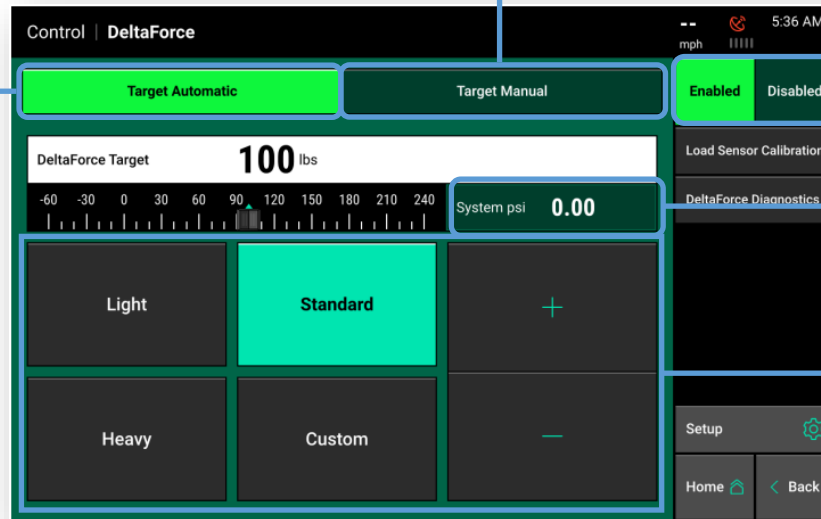 Control | DeltaForce
--
mph
5:36 AM
Target Automatic
Target Manual
Enabled
Disabled
DeltaForce Target
100 lbs
Load Sensor Calibration
-60 -30 0 30 60 90 120 150 180 210 240
System psi 0.00
DeltaForce Diagnostics
Light
Standard
+
Heavy
Custom
−
Setup
Home
< Back